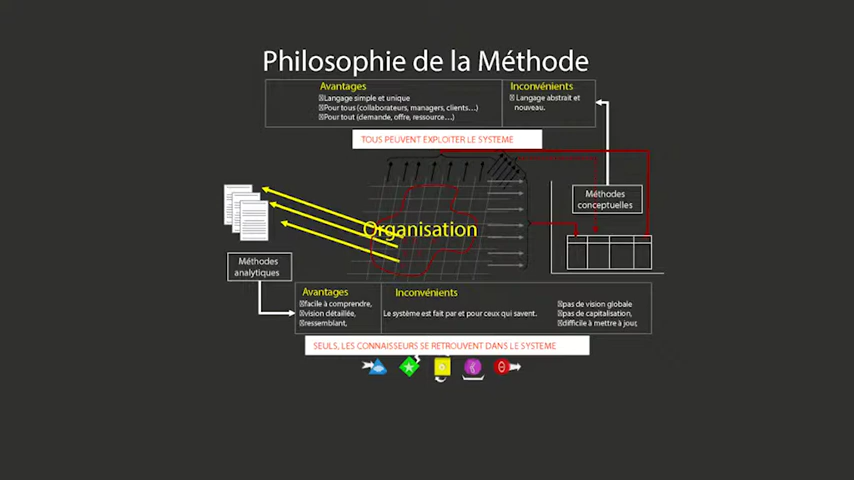 Philosophie de la Méthode
Avantages
Langage simple et unique
Pour tous (collaborateurs, managers, clients...)
Pour tout (demande, offre, ressource...)
Inconvénients
Langage abstrait et
nouveau.
TOUS PEUVENT EXPLOITER LE SYSTEME
Méthodes
conceptuelles
Organisation
Méthodes
analytiques
Avantages
facile à comprendre,
vision détaillée,
ressemblant,
Inconvénients
Le système est fait par et pour ceux qui savent.
pas de vision globale
pas de capitalisation,
difficile à mettre à jour,
SEULS, LES CONNAISSEURS SE RETROUVENT DANS LE SYSTEME